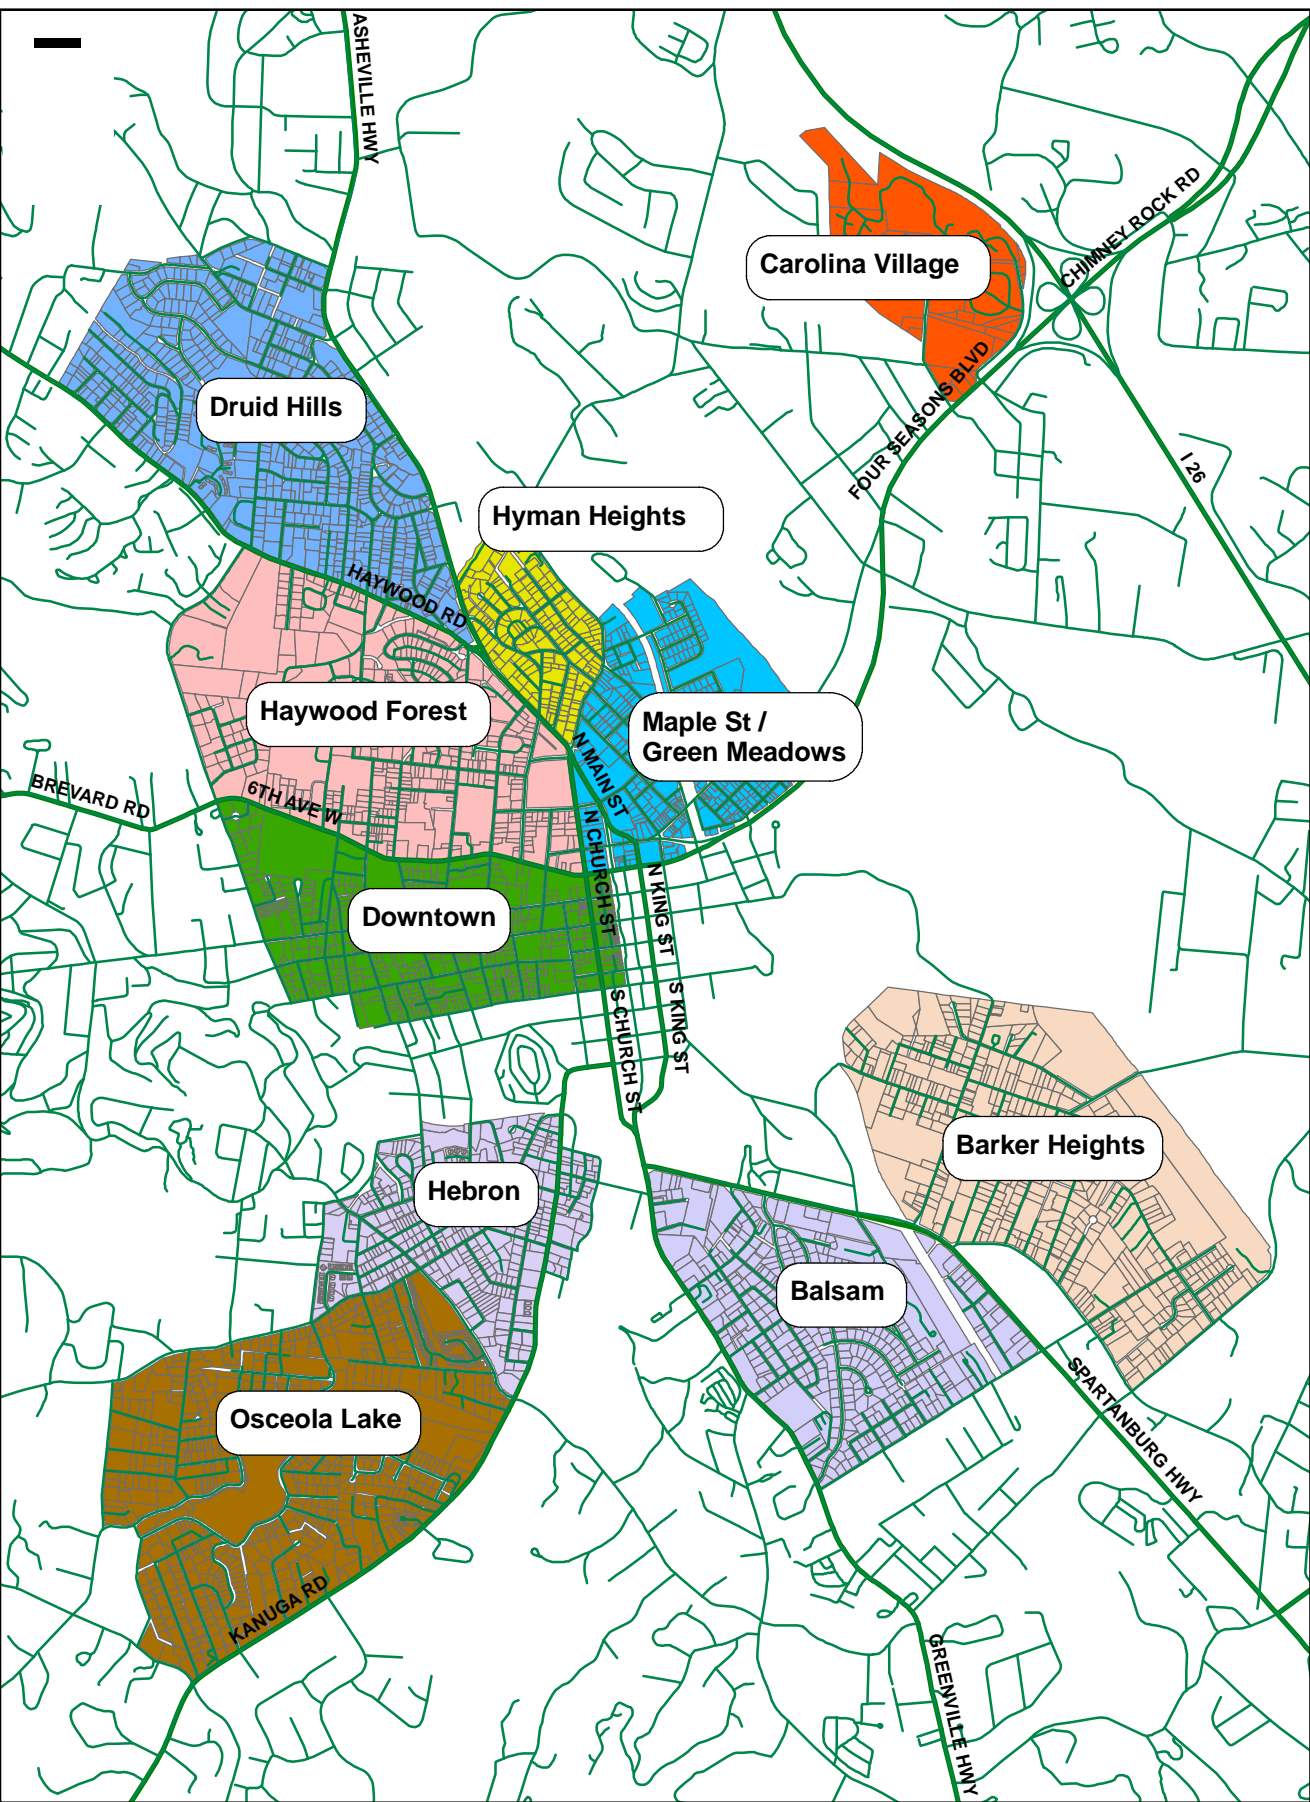 ASHEVILLE HWY
CHIMNEY ROCK RD
Carolina Village
FOUR SEASONS BLVD
Druid Hills
I 26
Hyman Heights
HAYWOOD RD
Haywood Forest
Maple St /
Green Meadows
N MAIN ST
BREVARD RD
6TH AVE W
N CHURCH ST
N KING ST
Downtown
S CHURCH ST
S KING ST
Barker Heights
Hebron
Balsam
SPARTANBURG HWY
Osceola Lake
KANUGA RD
GREENVILLE HWY